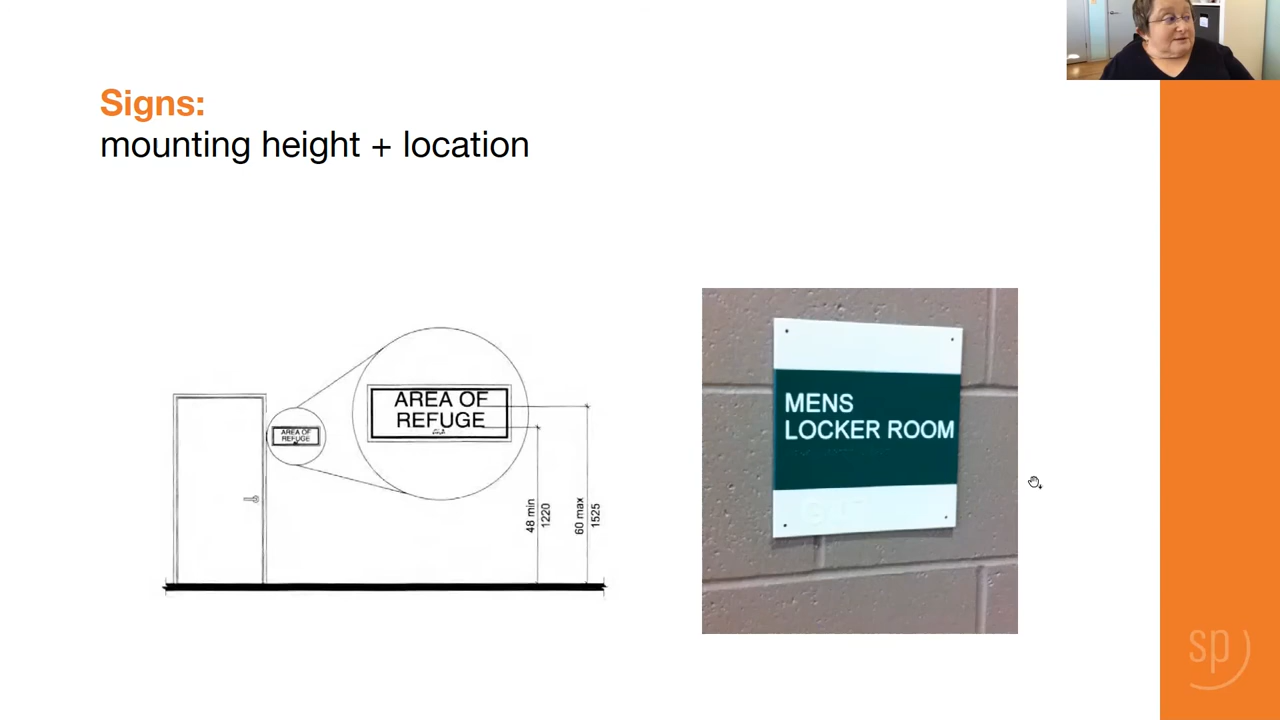 Signs:
mounting height + location
AREA OF
REFUGE
AREA OF
REFUGE
48 min
1220
60 max
1525
MENS
LOCKER ROOM
sp